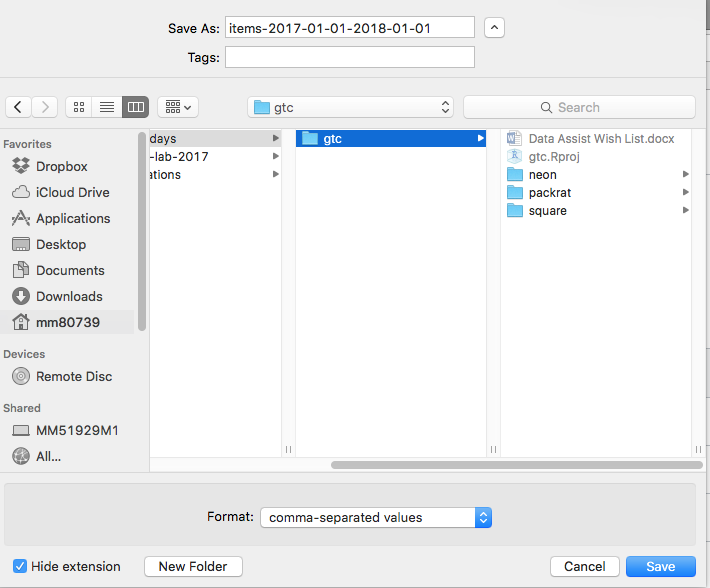 Save As: items-2017-01-01-2018-01-01
Tags:
gtc
Search
Favorites
Dropbox
iCloud Drive
Applications
Desktop
Documents
Downloads
mm80739
Devices
Remote Disc
Shared
MM51929M1
All...
days
-lab-2017
ations
gtc
Data Assist Wish List.docx
gtc.Rproj
neon
packrat
square
Format: comma-separated values
Hide extension
New Folder
Cancel
Save